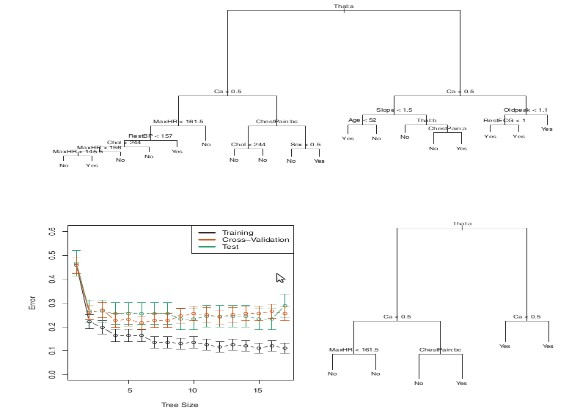 Thal:a
Ca < 0.5
Ca < 0.5
Slope < 1.5
Oldpeak < 1.1
MaxHR < 161.5
ChestPain:bc
Age < 52
Thal:b
RestECG < 1
ChestPain:a
Yes
No
No
No
Yes
Yes
Yes
Yes
RestBP < 157
Chol < 244
MaxHR < 156
MaxHR < 145.5
No
Yes
No
No
Yes
No
Chol < 244
Sex < 0.5
No
No
No
Yes
Training
Cross−Validation
Test
Error
0.0
0.1
0.2
0.3
0.4
0.5
0.6
5
10
15
Tree Size
Thal:a
Ca < 0.5
Ca < 0.5
MaxHR < 161.5
ChestPain:bc
Yes
Yes
No
No
No
Yes